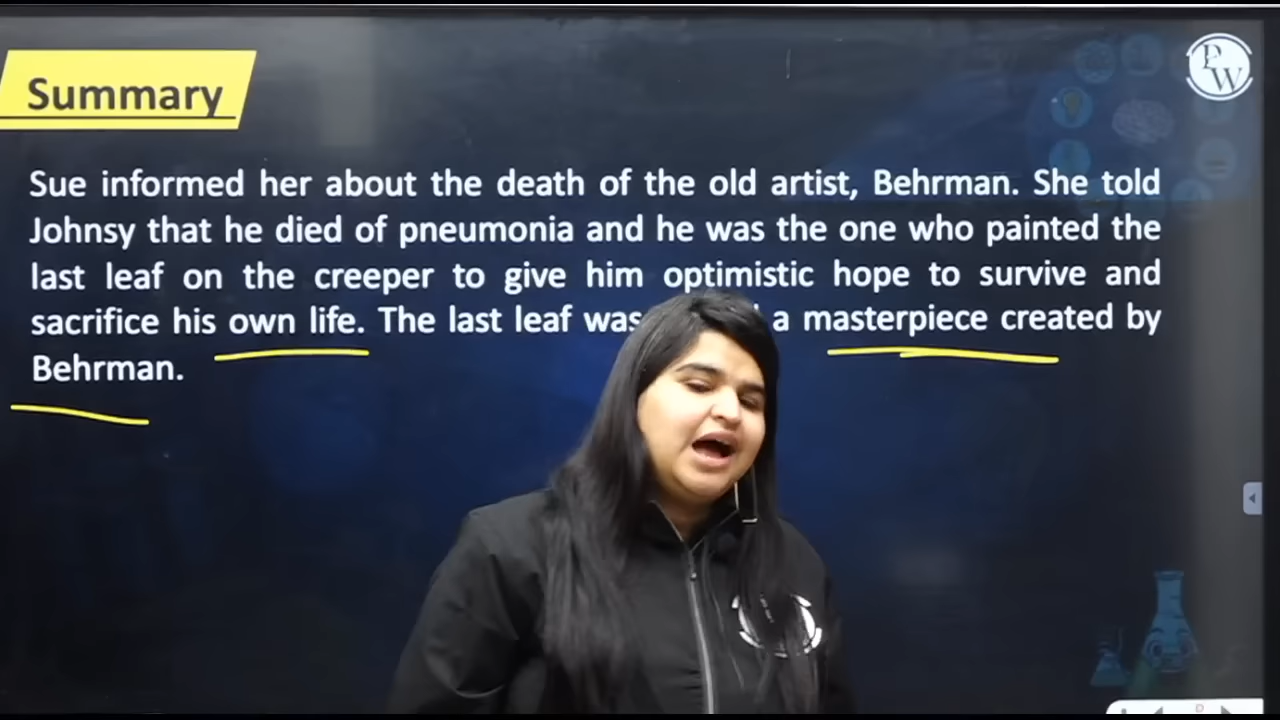 Summary
PW
Sue informed her about the death of the old artist, Behrman. She told
Johnsy that he died of pneumonia and he was the one who painted the
last leaf on the creeper to give him optimistic hope to survive and
sacrifice his own life. The last leaf was a masterpiece created by
Behrman.